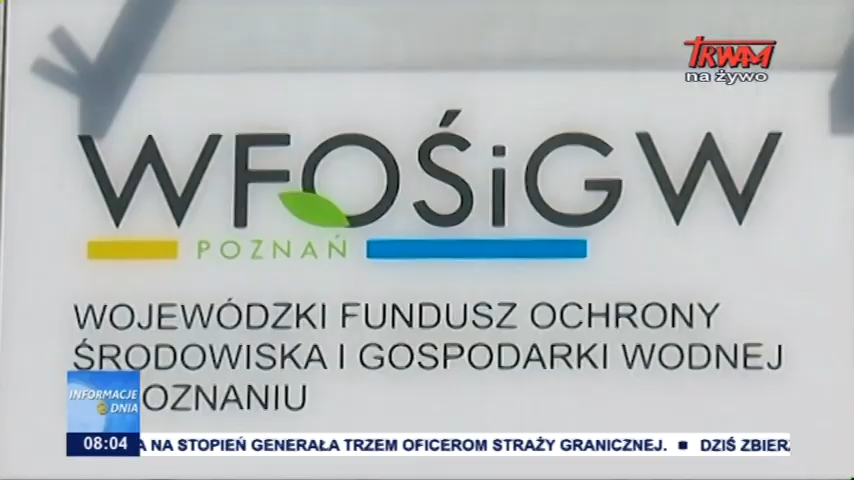 TRWAM
na żywo
WFOŚiGW
POZNAŃ
WOJEWÓDZKI FUNDUSZ OCHRONY
ŚRODOWISKA I GOSPODARKI WODNEJ
OZNANIU
INFORMACJE
DNIA
08:04
A NA STOPIEŃ GENERAŁA TRZEM OFICEROM STRAŻY GRANICZNEJ. ■ DZIŚ ZBIERZ